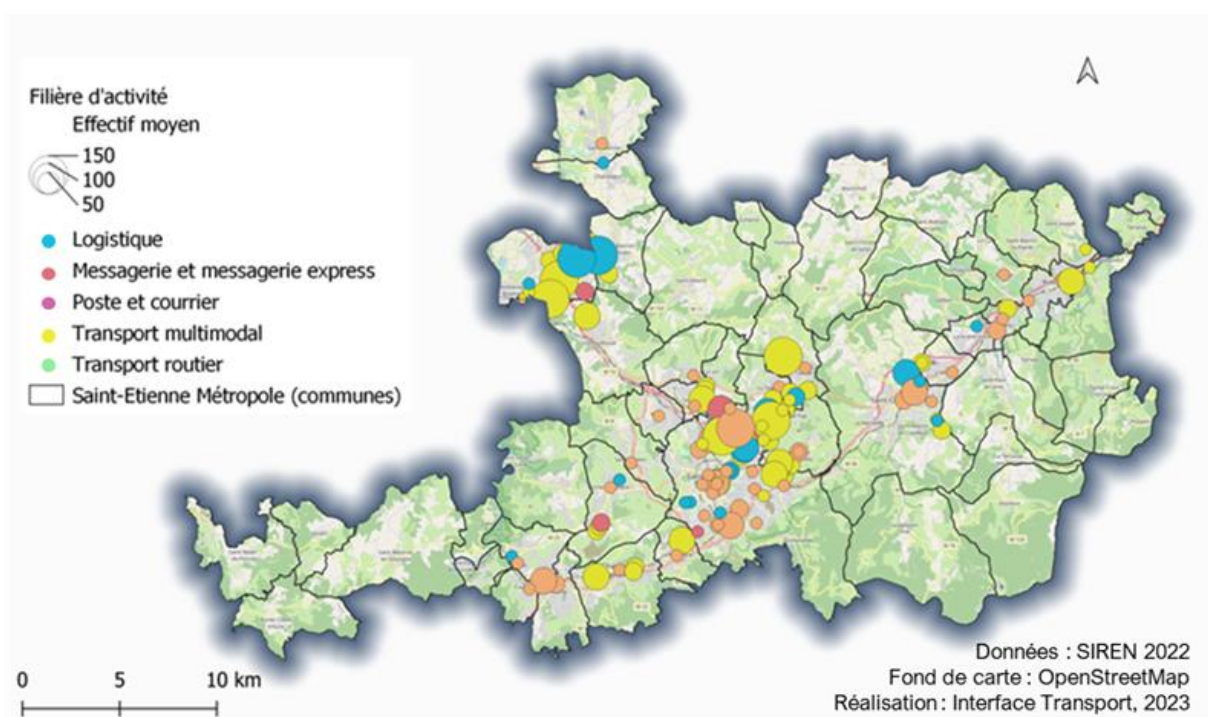 Filière d'activité
Effectif moyen
150
100
50
Logistique
Messagerie et messagerie express
Poste et courrier
Transport multimodal
Transport routier
Saint-Etienne Métropole (communes)
0 5 10 km
Données : SIREN 2022
Fond de carte : OpenStreetMap
Réalisation : Interface Transport, 2023